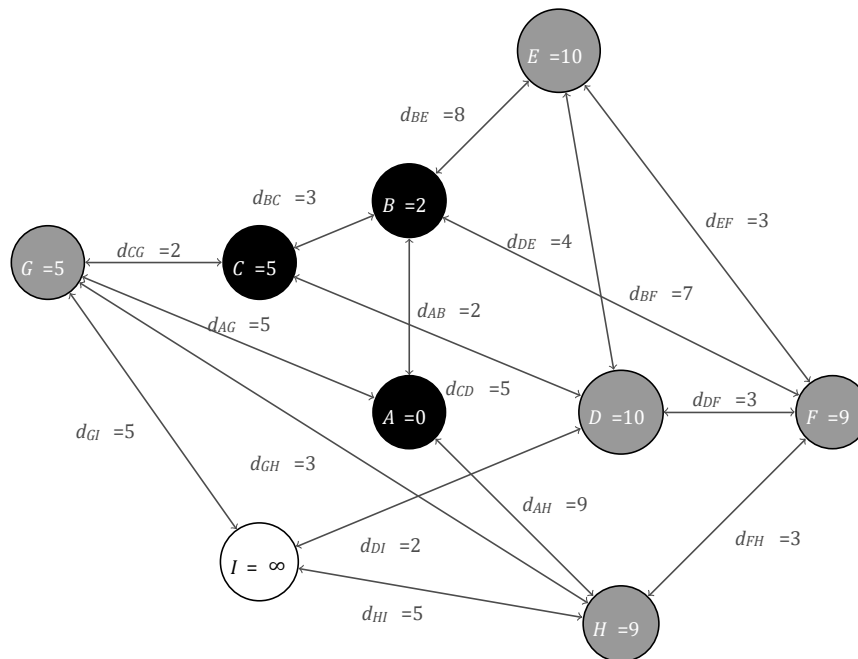 E =10
d_BE =8
d_BC =3
B =2
d_EF =3
d_CG =2
d_DE =4
G =5
C =5
d_BF =7
d_AG =5
d_AB =2
d_CD =5
d_DF =3
A =0
D =10
F =9
d_GI =5
d_GH =3
d_AH =9
d_FH =3
d_DI =2
I = ∞
d_HI =5
H =9